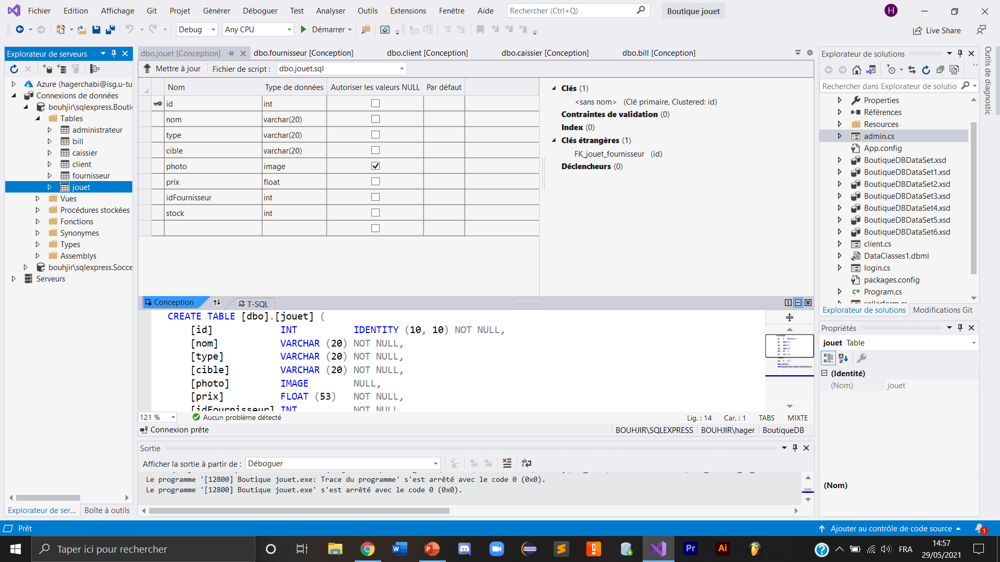 Fichier Edition Affichage Git Projet Générer Déboguer Test Analyser Outils Extensions Fenêtre Aide Rechercher (Ctrl+Q) Boutique jouet H
Debug Any CPU Démarrer Live Share
Explorateur de serveurs
Azure (hagerchabi@isg.u-tu
Connexions de données
bouhjir\sqlexpress.Bouti
Tables
administrateur
bill
caissier
client
fournisseur
jouet
Vues
Procédures stockées
Fonctions
Synonymes
Types
Assemblys
bouhjir\sqlexpress.Socce
Serveurs
Explorateur de ser... Boîte à outils
dbo.jouet [Conception] dbo.fournisseur [Conception] dbo.client [Conception] dbo.caissier [Conception] dbo.bill [Conception]
Mettre à jour Fichier de script : dbo.jouet.sql
Nom Type de données Autoriser les valeurs NULL Par défaut
id int
nom varchar(20)
type varchar(20)
cible varchar(20)
photo image
prix float
idFournisseur int
stock int
Clés (1)
<sans nom> (Clé primaire, Clustered: id)
Contraintes de validation (0)
Index (0)
Clés étrangères (1)
FK_jouet_fournisseur (id)
Déclencheurs (0)
Conception T-SQL
CREATE TABLE [dbo].[jouet] (
[id] INT IDENTITY (10, 10) NOT NULL,
[nom] VARCHAR (20) NOT NULL,
[type] VARCHAR (20) NOT NULL,
[cible] VARCHAR (20) NOT NULL,
[photo] IMAGE NULL,
[prix] FLOAT (53) NOT NULL,
[idFournisseur] INT NOT NULL
121 % Aucun problème détecté Lig. : 14 Car. : 1 TABS MIXTE
Connexion prête BOUHJIR\SQLEXPRESS BOUHJIR\hager BoutiqueDB
Sortie
Afficher la sortie à partir de : Déboguer
Le programme '[12800] Boutique jouet.exe: Trace du programme' s'est arrêté avec le code 0 (0x0).
Le programme '[12800] Boutique jouet.exe' s'est arrêté avec le code 0 (0x0).
Explorateur de solutions
Rechercher dans Explorateur de solutio
Properties
Références
Resources
admin.cs
App.config
BoutiqueDBDataSet.xsd
BoutiqueDBDataSet1.xsd
BoutiqueDBDataSet2.xsd
BoutiqueDBDataSet3.xsd
BoutiqueDBDataSet4.xsd
BoutiqueDBDataSet5.xsd
BoutiqueDBDataSet6.xsd
client.cs
DataClasses1.dbml
login.cs
packages.config
C# Program.cs
sellerform.cs
Explorateur de solutions Modifications Git
Propriétés
jouet Table
(Identité)
(Nom) jouet
(Nom)
Outils de diagnostic
Prêt Ajouter au contrôle de code source 1
Taper ici pour rechercher
Pr Ai
FRA
14:57
29/05/2021